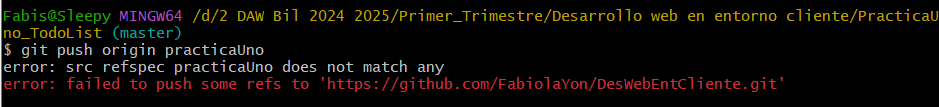 Fabis@Sleepy MINGW64 /d/2 DAW Bil 2024 2025/Primer_Trimestre/Desarrollo web en entorno cliente/PracticaU
no_TodoList (master)
$ git push origin practicaUno
error: src refspec practicaUno does not match any
error: failed to push some refs to 'https://github.com/FabiolaYon/DesWebEntCliente.git'